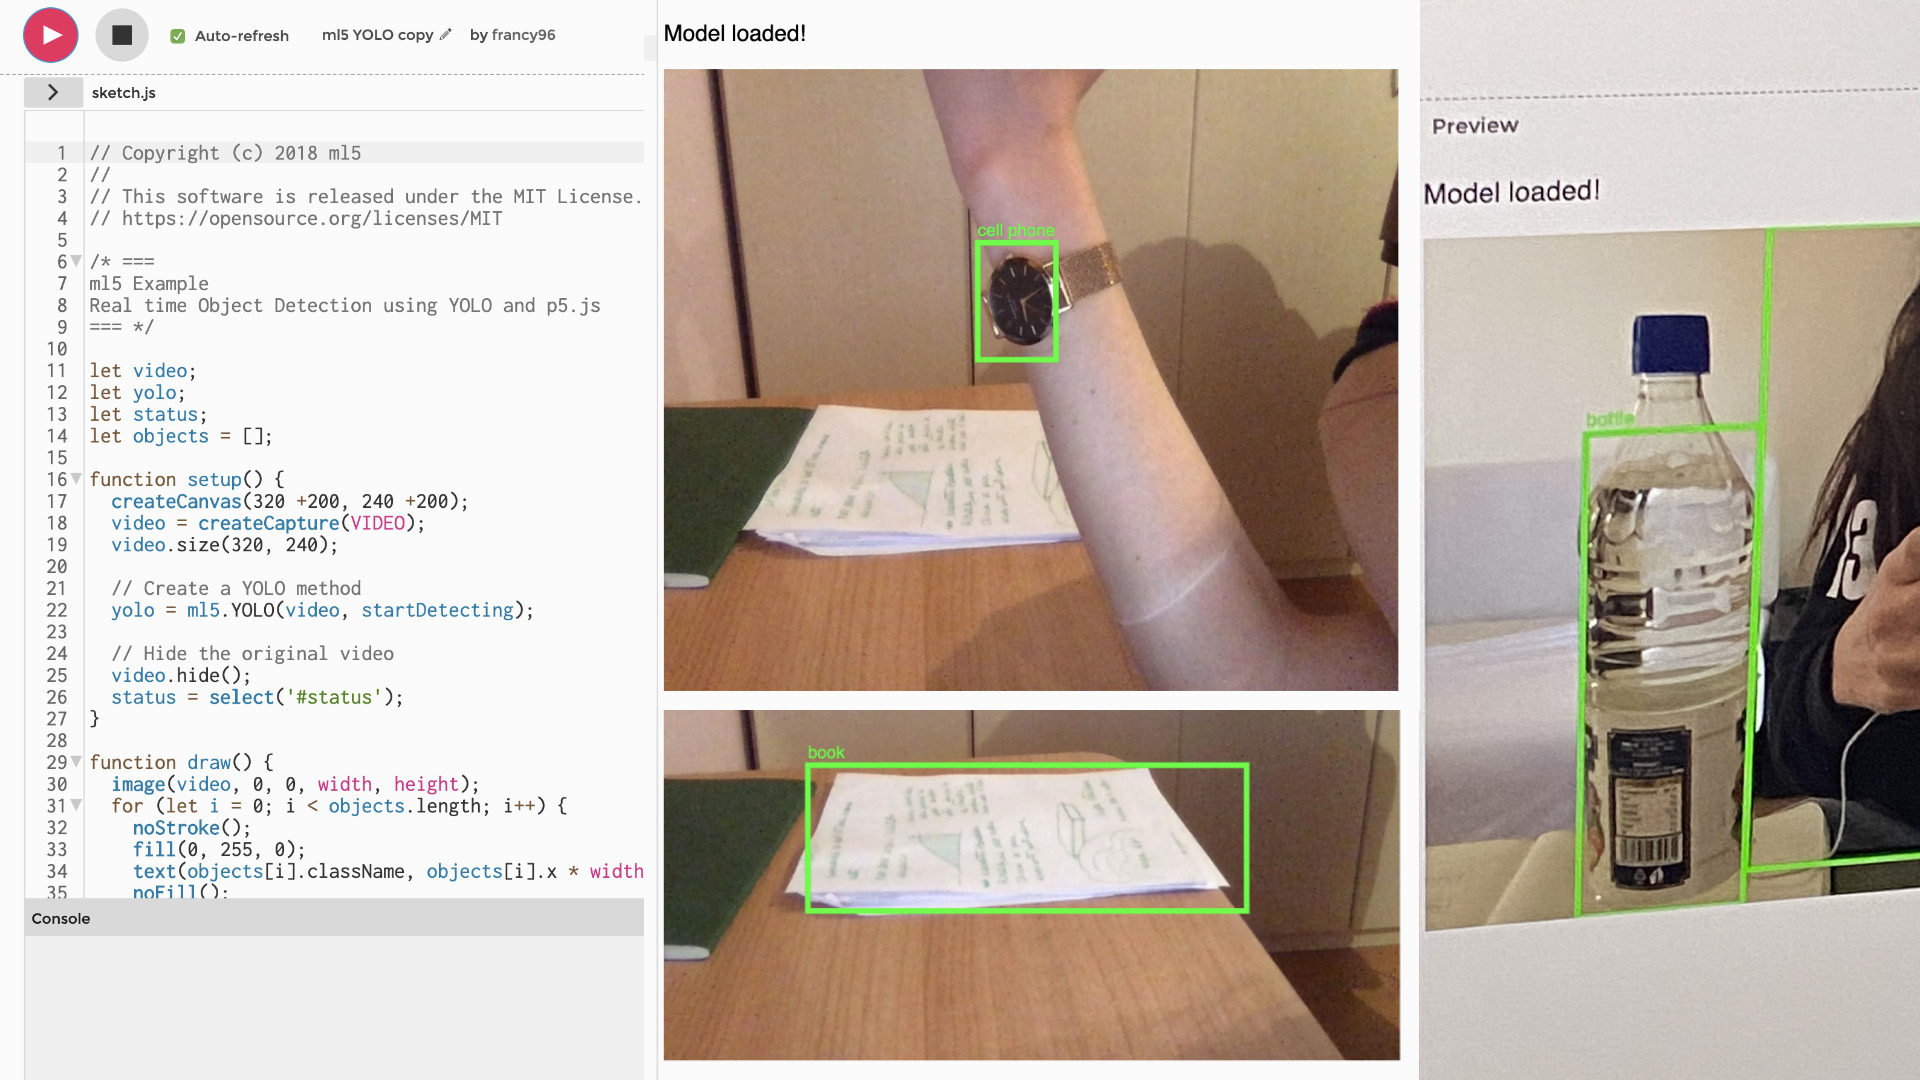 Auto-refresh
ml5 YOLO copy
by francy96
sketch.js
1 // Copyright (c) 2018 ml5
2 //
3 // This software is released under the MIT License.
4 // https://opensource.org/licenses/MIT
5
6 /* ===
7 ml5 Example
8 Real time Object Detection using YOLO and p5.js
9 === */
10
11 let video;
12 let yolo;
13 let status;
14 let objects = [];
15
16 function setup() {
17 createCanvas(320 +200, 240 +200);
18 video = createCapture(VIDEO);
19 video.size(320, 240);
20
21 // Create a YOLO method
22 yolo = ml5.YOLO(video, startDetecting);
23
24 // Hide the original video
25 video.hide();
26 status = select('#status');
27 }
28
29 function draw() {
30 image(video, 0, 0, width, height);
31 for (let i = 0; i < objects.length; i++) {
32 noStroke();
33 fill(0, 255, 0);
34 text(objects[i].className, objects[i].x * width
35 noFill();
Console
Model loaded!
cell phone
book
Preview
Model loaded!
bottle
13